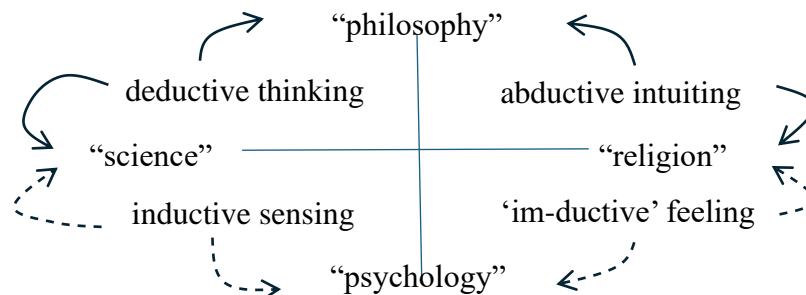 “philosophy”
deductive thinking
abductive intuiting
“science”
“religion”
inductive sensing
‘im-ductive’ feeling
“psychology”